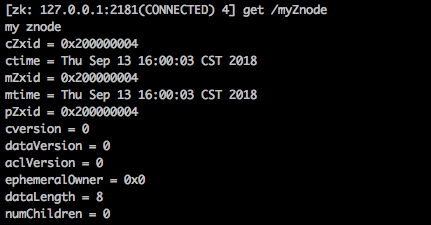 [zk: 127.0.0.1:2181(CONNECTED) 4] get /myZnode
my znode
cZxid = 0x200000004
ctime = Thu Sep 13 16:00:03 CST 2018
mZxid = 0x200000004
mtime = Thu Sep 13 16:00:03 CST 2018
pZxid = 0x200000004
cversion = 0
dataVersion = 0
aclVersion = 0
ephemeralOwner = 0x0
dataLength = 8
numChildren = 0